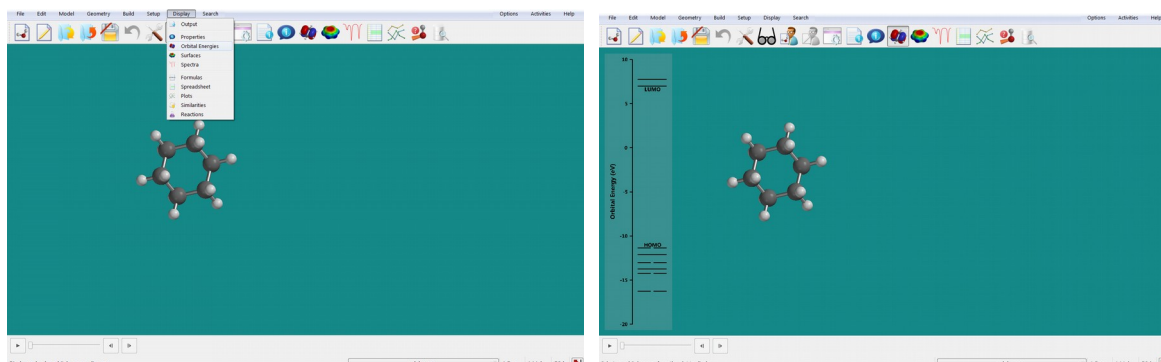 File Edit Model Geometry Build Setup Display Search Options Activities Help
Output
Properties
Orbital Energies
Surfaces
Spectra
Formulas
Spreadsheet
Plots
Similarities
Reactions
File Edit Model Geometry Build Setup Display Search Options Activities Help
10
LUMO
5
0
Orbital Energy (eV)
-5
-10
HOMO
-15
-20